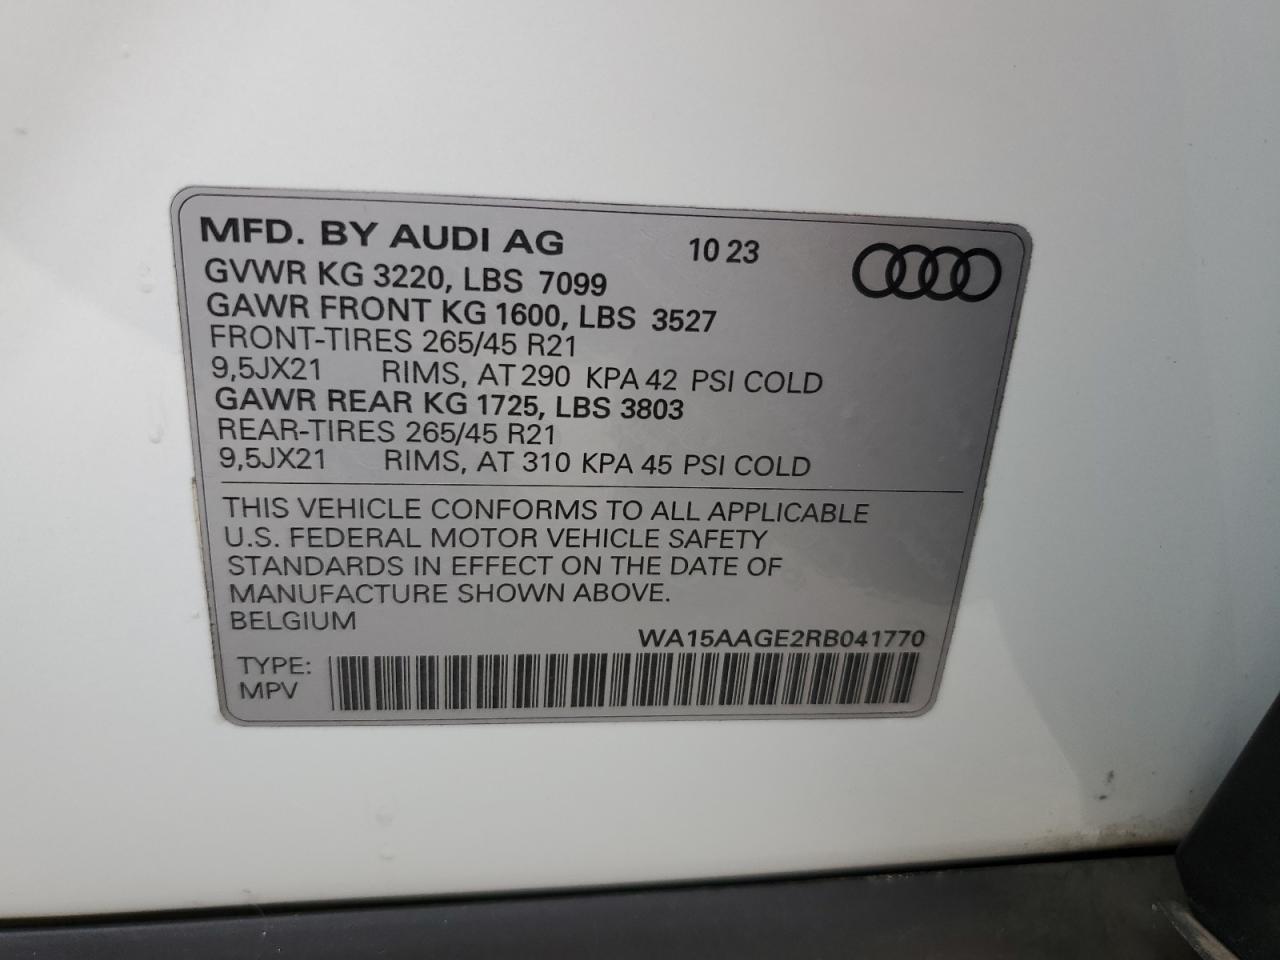 MFD. BY AUDI AG 10 23
GVWR KG 3220, LBS 7099
GAWR FRONT KG 1600, LBS 3527
FRONT-TIRES 265/45 R21
9,5JX21 RIMS, AT 290 KPA 42 PSI COLD
GAWR REAR KG 1725, LBS 3803
REAR-TIRES 265/45 R21
9,5JX21 RIMS, AT 310 KPA 45 PSI COLD
THIS VEHICLE CONFORMS TO ALL APPLICABLE
U.S. FEDERAL MOTOR VEHICLE SAFETY
STANDARDS IN EFFECT ON THE DATE OF
MANUFACTURE SHOWN ABOVE.
BELGIUM
WA15AAGE2RB041770
TYPE:
MPV